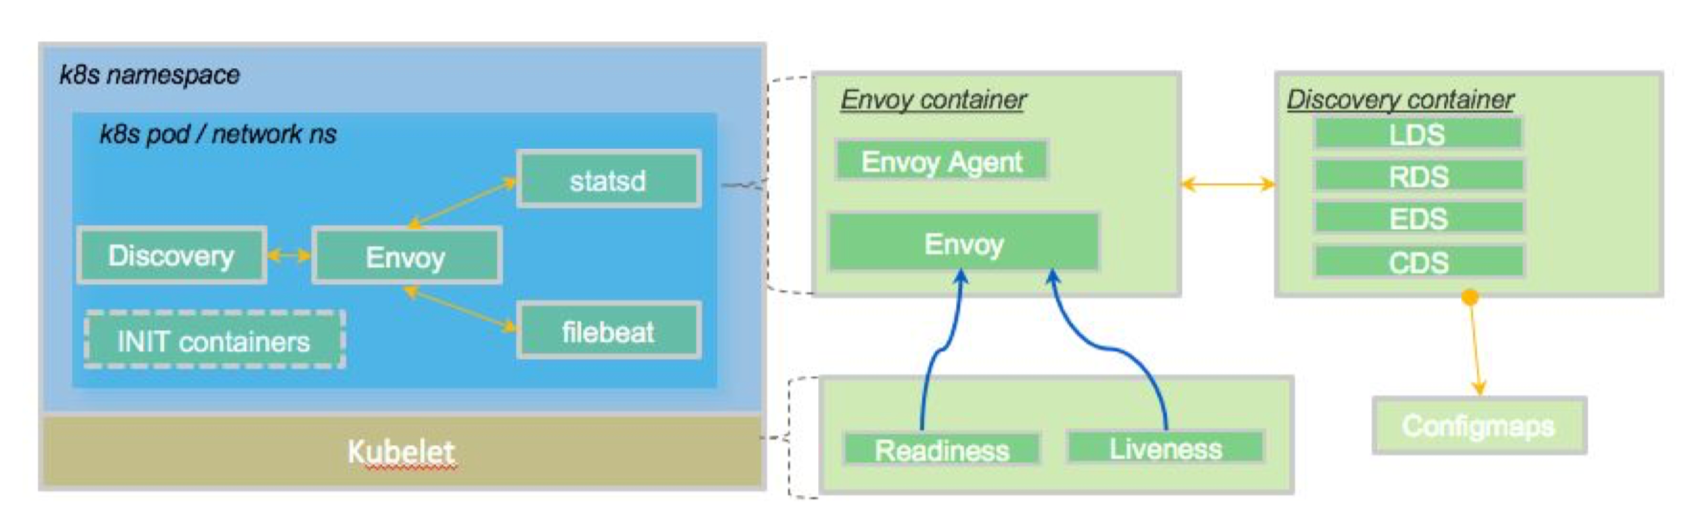 k8s namespace
k8s pod / network ns
statsd
Discovery
Envoy
filebeat
INIT containers
Kubelet
Envoy container
Envoy Agent
Envoy
Discovery container
LDS
RDS
EDS
CDS
Readiness
Liveness
Configmaps